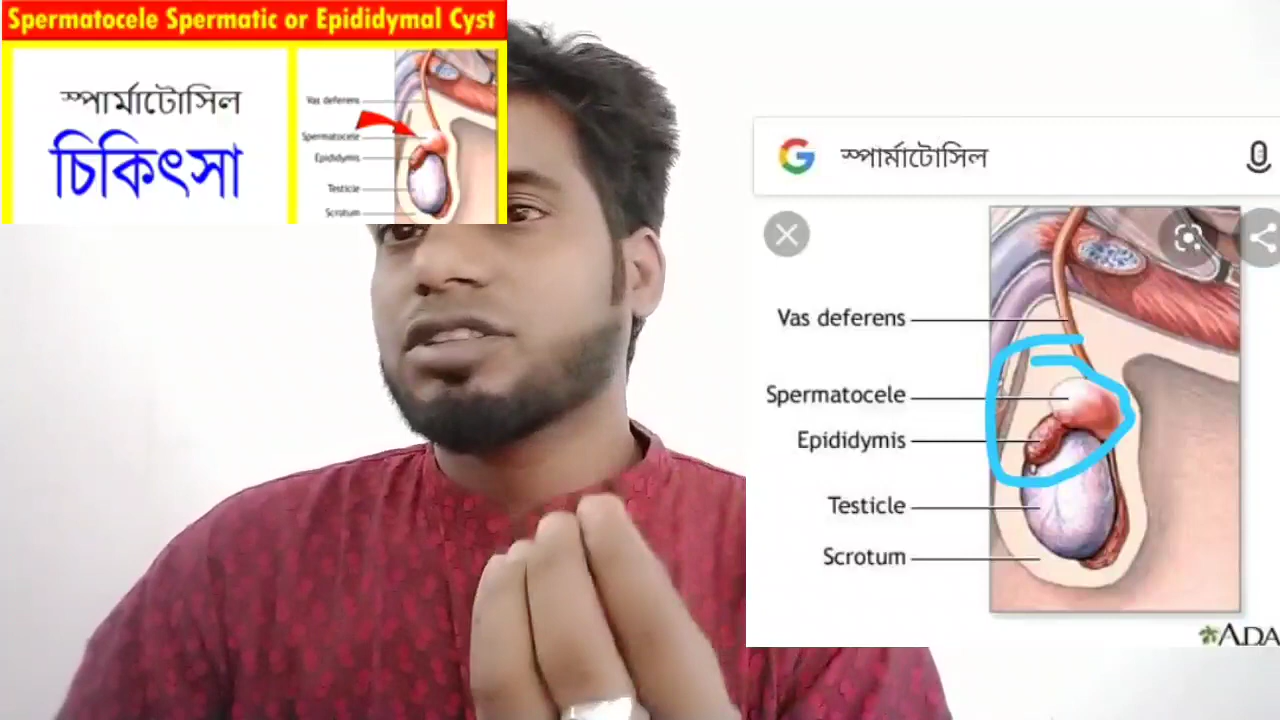 Spermatocele Spermatic or Epididymal Cyst
স্পার্মাটোসিল
চিকিৎসা
Vas deferens
Spermatocele
Epididymis
Testicle
Scrotum
স্পার্মাটোসিল
Vas deferens
Spermatocele
Epididymis
Testicle
Scrotum
ADA